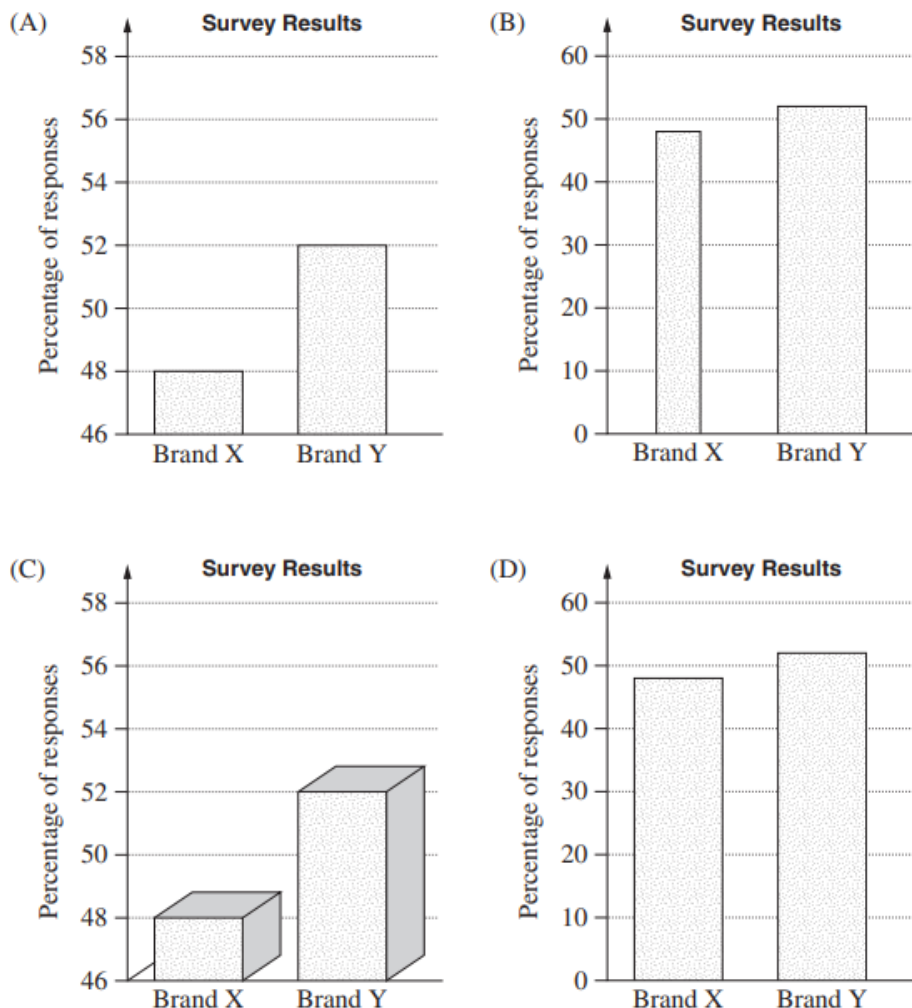 (A) Survey Results
Percentage of responses
58
56
54
52
50
48
46
Brand X Brand Y
(B) Survey Results
Percentage of responses
60
50
40
30
20
10
0
Brand X Brand Y
(C) Survey Results
Percentage of responses
58
56
54
52
50
48
46
Brand X Brand Y
(D) Survey Results
Percentage of responses
60
50
40
30
20
10
0
Brand X Brand Y